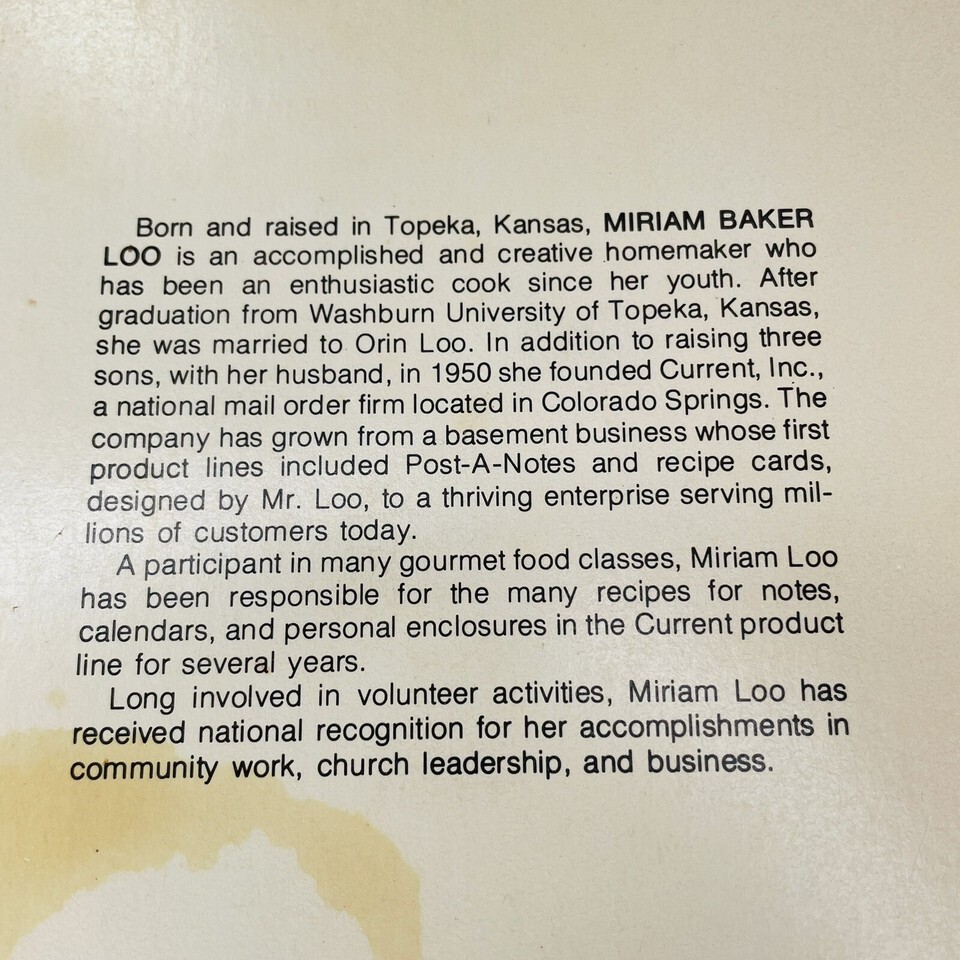 Born and raised in Topeka, Kansas, MIRIAM BAKER
LOO is an accomplished and creative homemaker who
has been an enthusiastic cook since her youth. After
graduation from Washburn University of Topeka, Kansas,
she was married to Orin Loo. In addition to raising three
sons, with her husband, in 1950 she founded Current, Inc.,
a national mail order firm located in Colorado Springs. The
company has grown from a basement business whose first
product lines included Post-A-Notes and recipe cards,
designed by Mr. Loo, to a thriving enterprise serving mil-
lions of customers today.
A participant in many gourmet food classes, Miriam Loo
has been responsible for the many recipes for notes,
calendars, and personal enclosures in the Current product
line for several years.
Long involved in volunteer activities, Miriam Loo has
received national recognition for her accomplishments in
community work, church leadership, and business.